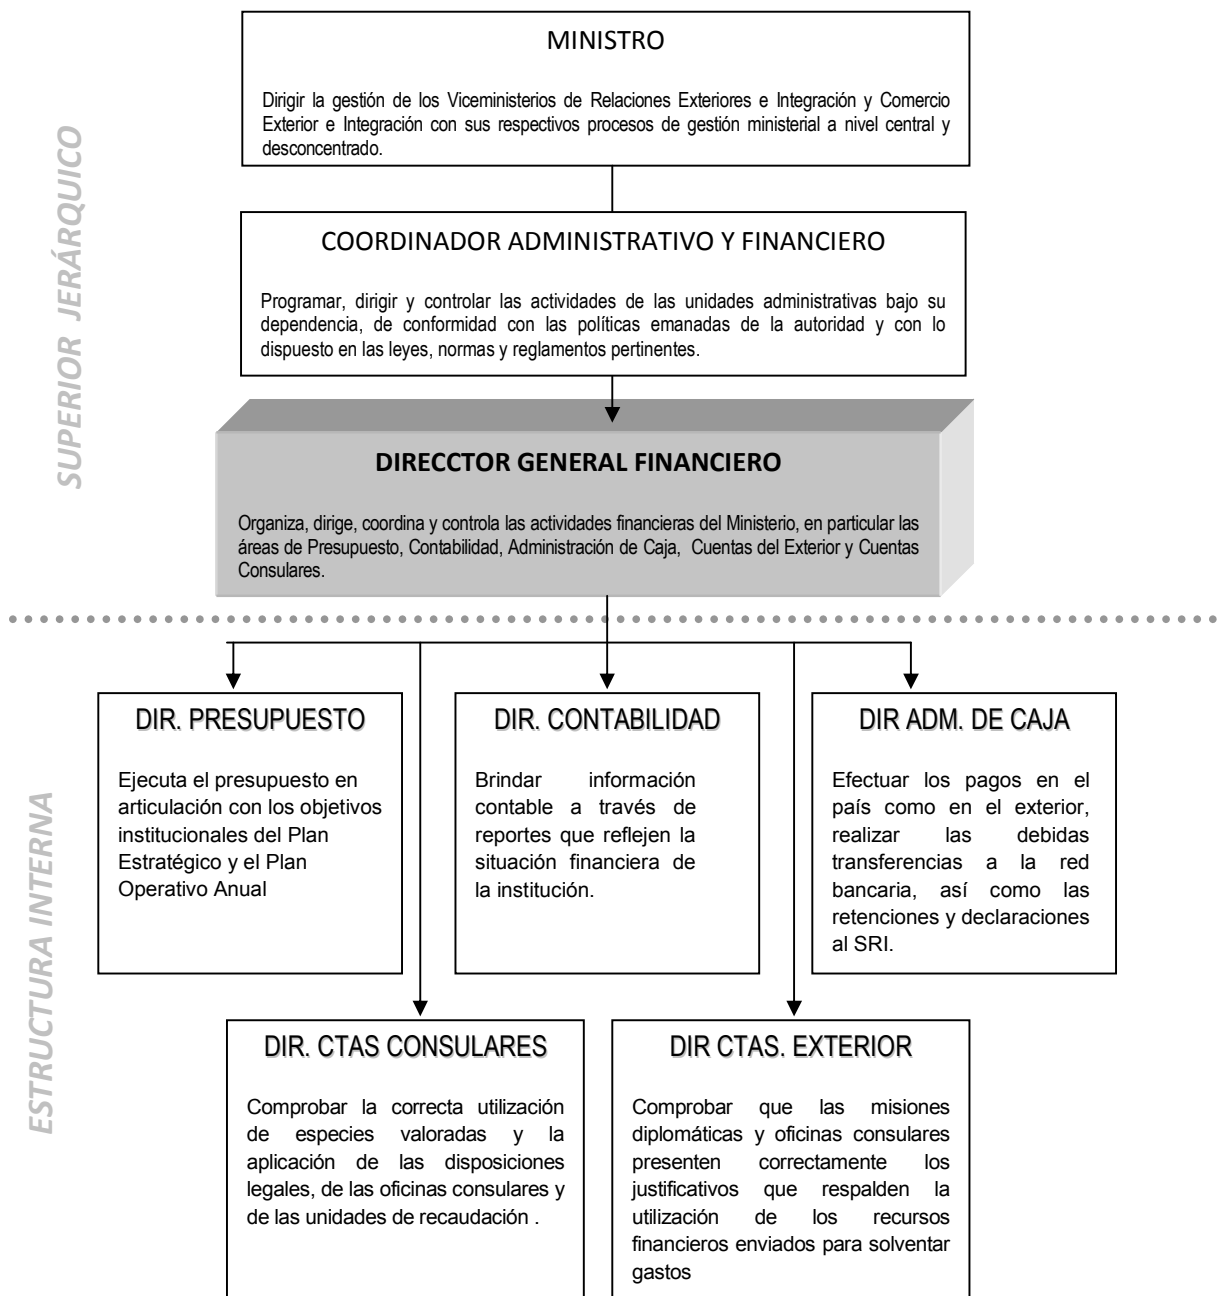 SUPERIOR JERÁRQUICO
MINISTRO
Dirigir la gestión de los Viceministerios de Relaciones Exteriores e Integración y Comercio
Exterior e Integración con sus respectivos procesos de gestión ministerial a nivel central y
desconcentrado.
COORDINADOR ADMINISTRATIVO Y FINANCIERO
Programar, dirigir y controlar las actividades de las unidades administrativas bajo su
dependencia, de conformidad con las políticas emanadas de la autoridad y con lo
dispuesto en las leyes, normas y reglamentos pertinentes.
DIRECCTOR GENERAL FINANCIERO
Organiza, dirige, coordina y controla las actividades financieras del Ministerio, en particular las
áreas de Presupuesto, Contabilidad, Administración de Caja, Cuentas del Exterior y Cuentas
Consulares.
ESTRUCTURA INTERNA
DIR. PRESUPUESTO
Ejecuta el presupuesto en
articulación con los objetivos
institucionales del Plan
Estratégico y el Plan
Operativo Anual
DIR. CONTABILIDAD
Brindar información
contable a través de
reportes que reflejen la
situación financiera de
la institución.
DIR ADM. DE CAJA
Efectuar los pagos en el
país como en el exterior,
realizar las debidas
transferencias a la red
bancaria, así como las
retenciones y declaraciones
al SRI.
DIR. CTAS CONSULARES
Comprobar la correcta utilización
de especies valoradas y la
aplicación de las disposiciones
legales, de las oficinas consulares y
de las unidades de recaudación .
DIR CTAS. EXTERIOR
Comprobar que las misiones
diplomáticas y oficinas consulares
presenten correctamente los
justificativos que respalden la
utilización de los recursos
financieros enviados para solventar
gastos